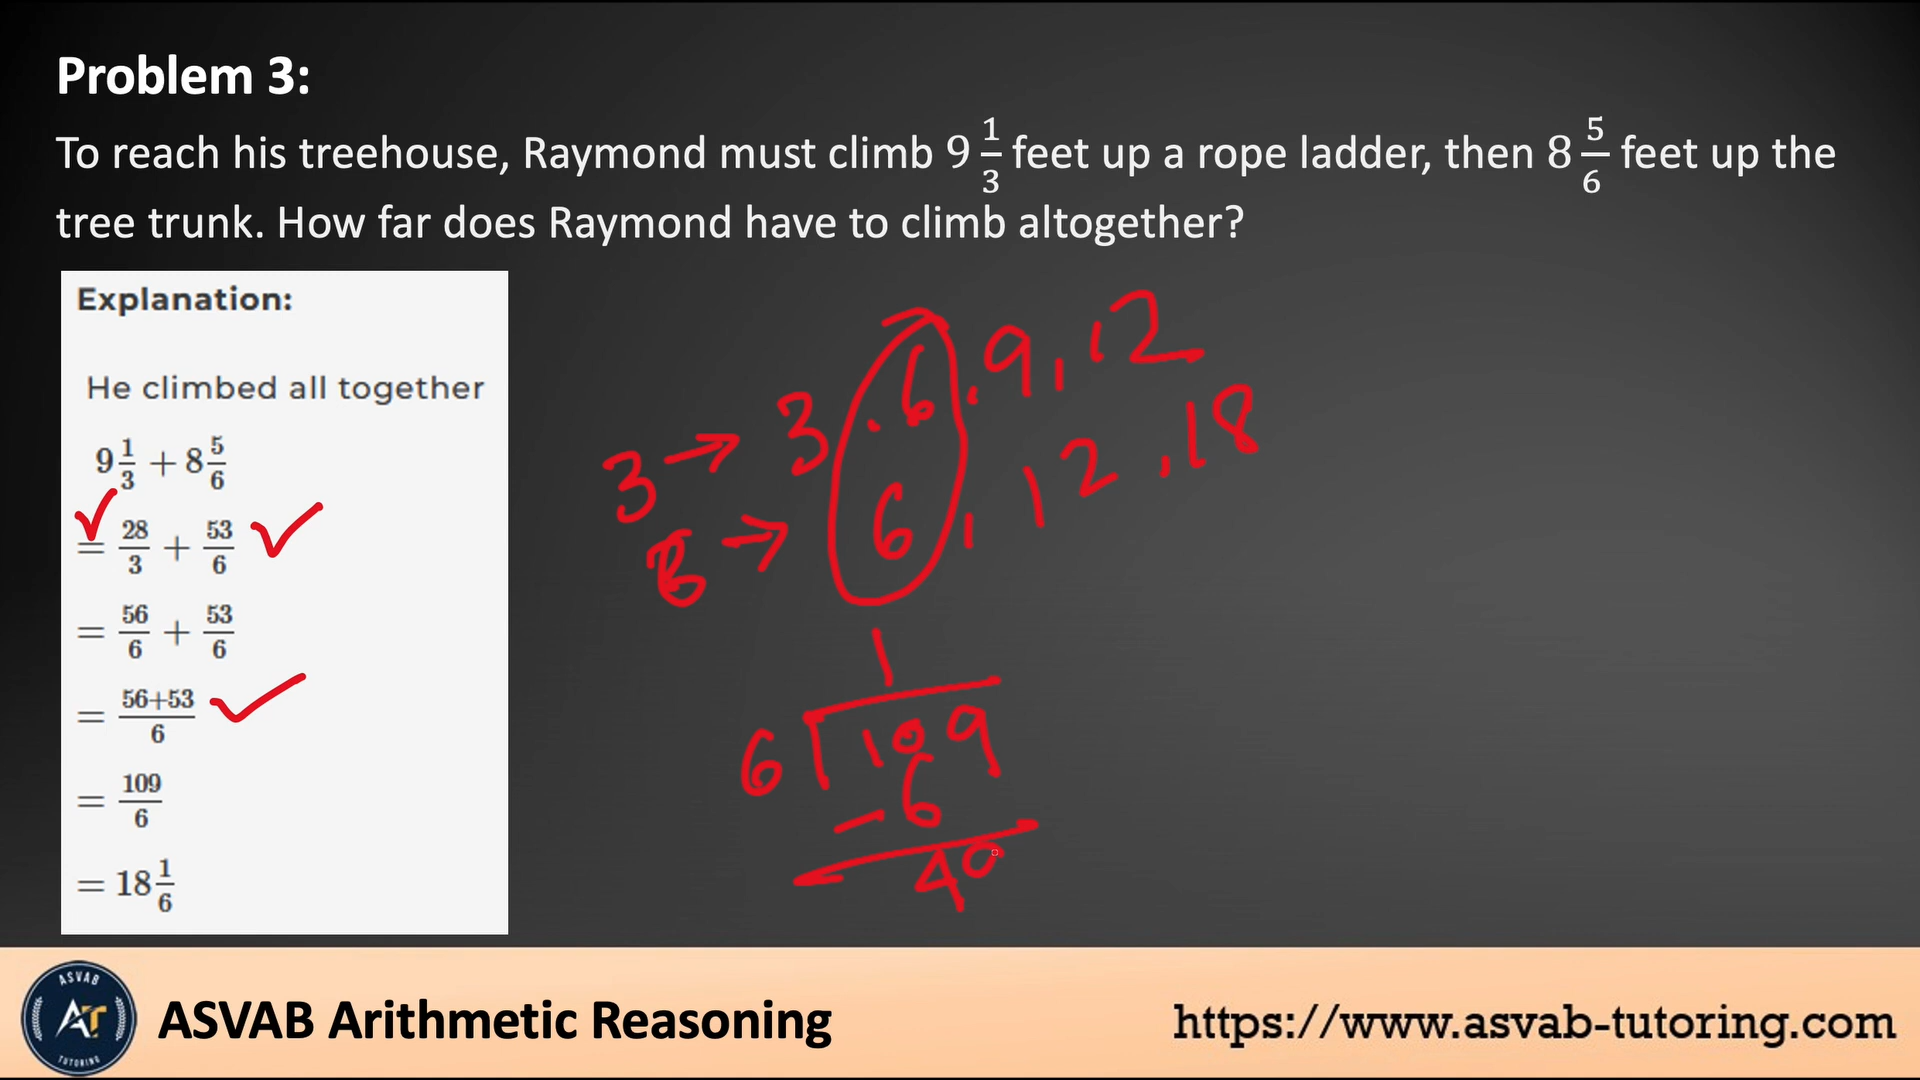 Problem 3:
To reach his treehouse, Raymond must climb 9 1/3 feet up a rope ladder, then 8 5/6 feet up the
tree trunk. How far does Raymond have to climb altogether?
Explanation:
He climbed all together
9 1/3 + 8 5/6
= 28/3 + 53/6
= 56/6 + 53/6
= 56+53/6
= 109/6
= 18 1/6
3 → 3, 6, 9, 12
→ 6, 12, 18
1
6 109
- 6
4
ASVAB
AT
TUTORING
ASVAB Arithmetic Reasoning
https://www.asvab-tutoring.com